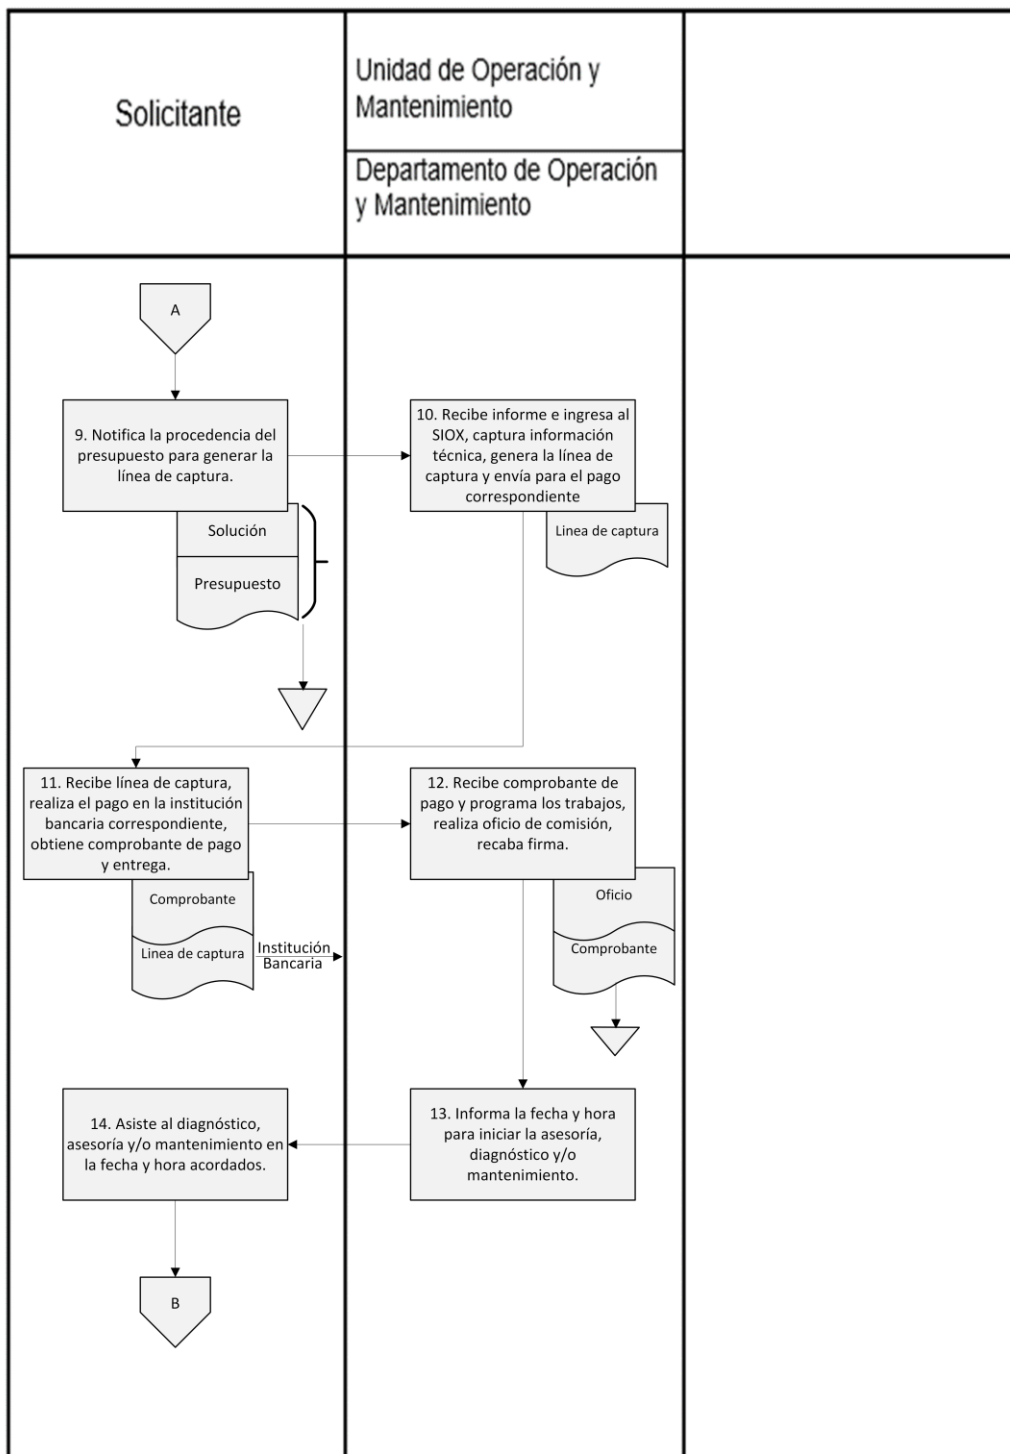 Solicitante
Unidad de Operación y
Mantenimiento
Departamento de Operación
y Mantenimiento
A
9. Notifica la procedencia del
presupuesto para generar la
línea de captura.
Solución
Presupuesto
10. Recibe informe e ingresa al
SIOX, captura información
técnica, genera la línea de
captura y envía para el pago
correspondiente
Linea de captura
11. Recibe línea de captura,
realiza el pago en la institución
bancaria correspondiente,
obtiene comprobante de pago
y entrega.
Comprobante
Linea de captura
Institución
Bancaria
12. Recibe comprobante de
pago y programa los trabajos,
realiza oficio de comisión,
recaba firma.
Oficio
Comprobante
13. Informa la fecha y hora
para iniciar la asesoría,
diagnóstico y/o
mantenimiento.
14. Asiste al diagnóstico,
asesoría y/o mantenimiento en
la fecha y hora acordados.
B